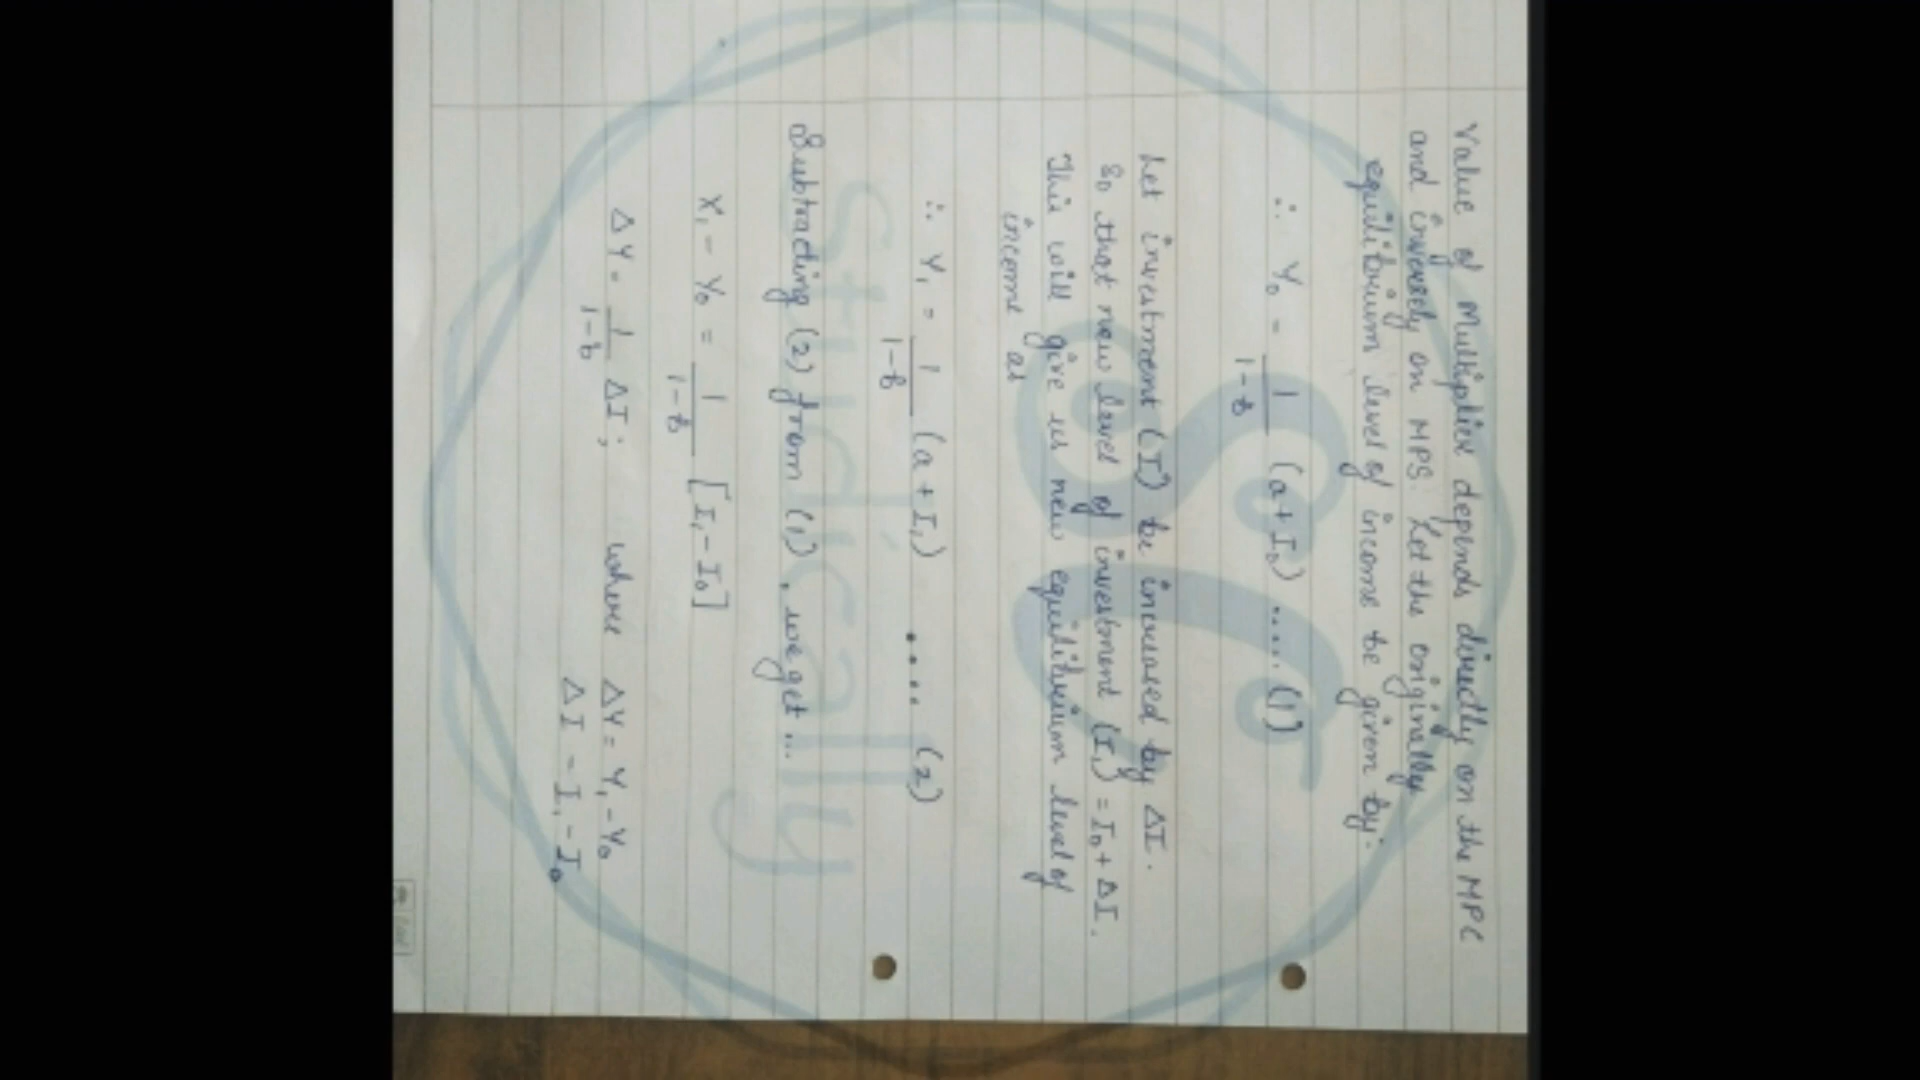 Value of Multiplier depends directly on the MPC
and inversely on MPS. Let the originally
equilibrium level of income be given by:
∴ Y₀ = 1/(1-b) (a + I₀) ..... (1)
Let investment (I) be increased by ΔI.
So that new level of investment (I₁) = I₀ + ΔI.
This will give us new equilibrium level of
income as
∴ Y₁ = 1/(1-b) (a + I₁) ..... (2)
Subtracting (2) from (1), we get...
Y₁ - Y₀ = 1/(1-b) [I₁ - I₀]
ΔY = 1/(1-b) ΔI ; where ΔY = Y₁ - Y₀
ΔI - I₁ - I₀
Studically